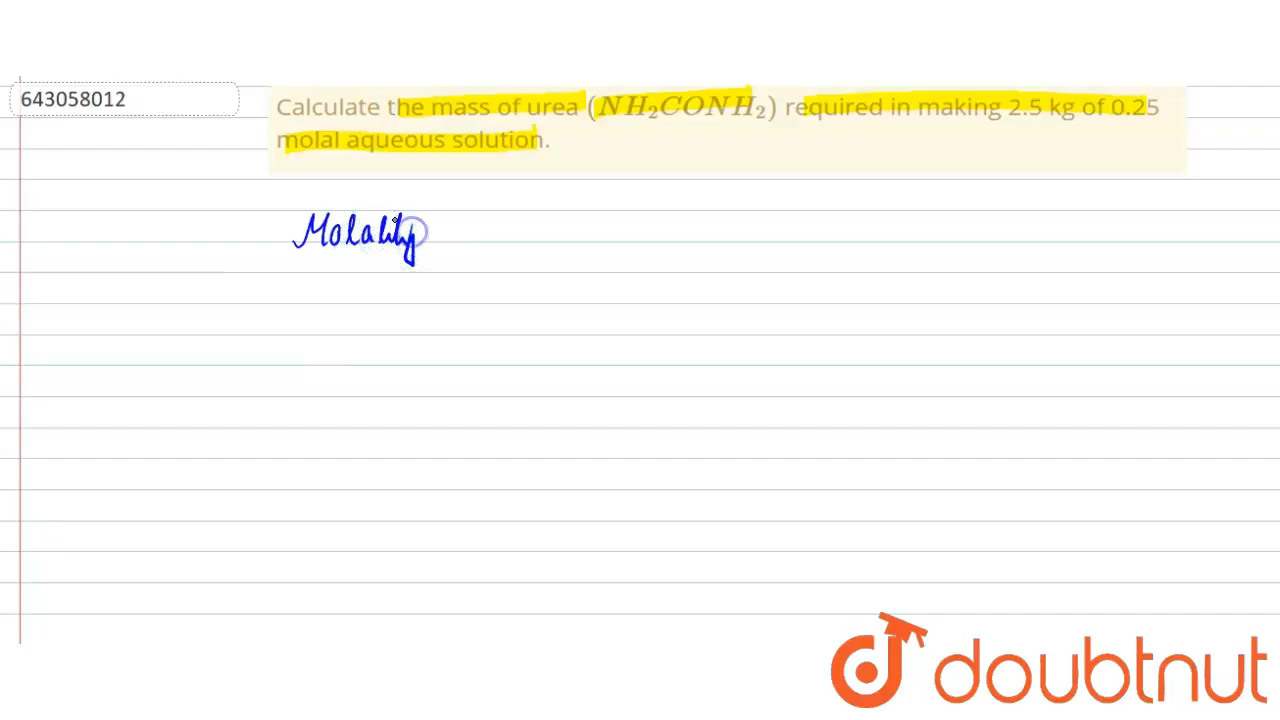 643058012
Calculate the mass of urea (NH₂CONH₂) required in making 2.5 kg of 0.25
molal aqueous solution.
Molality
doubtnut